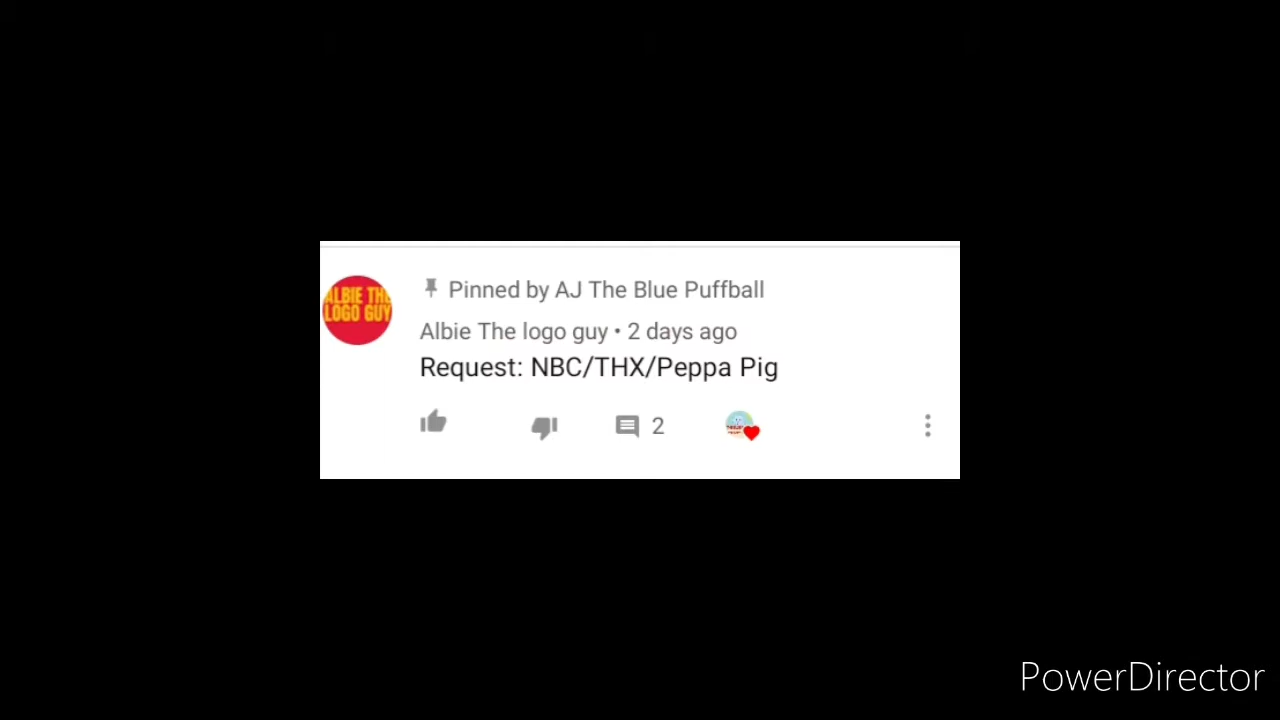 Pinned by AJ The Blue Puffball
ALBIE THE
LOGO GUY
Albie The logo guy • 2 days ago
Request: NBC/THX/Peppa Pig
2
PowerDirector